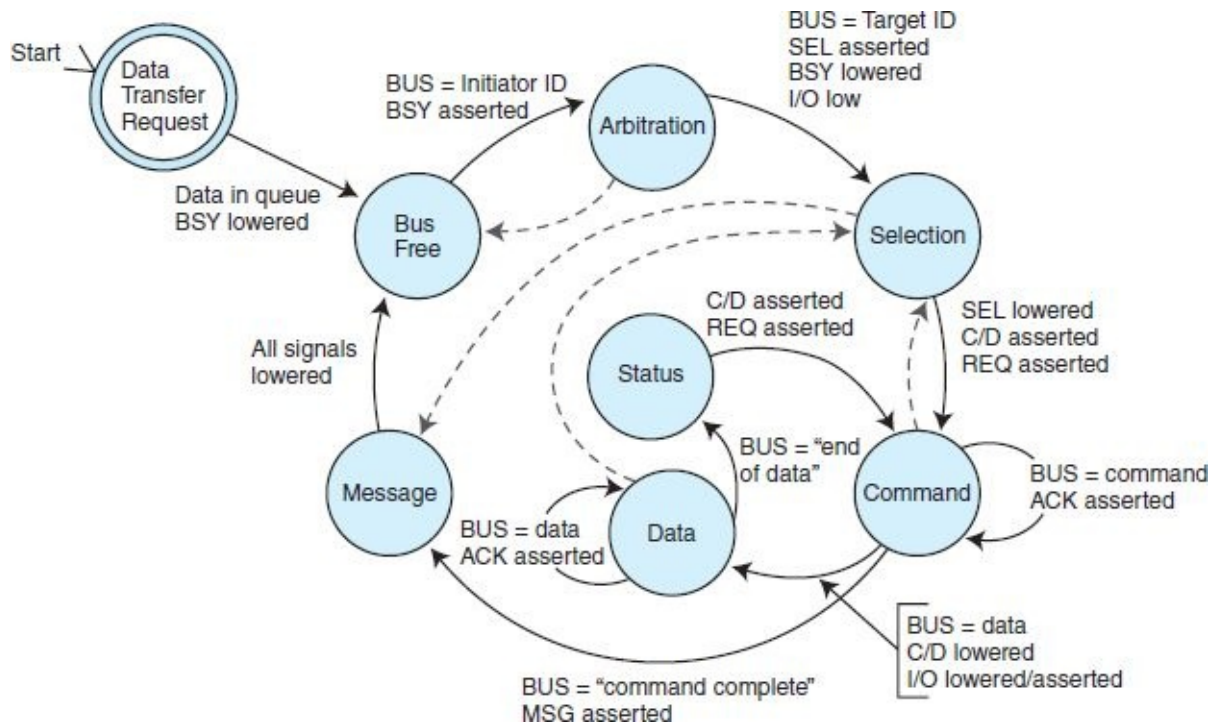 Start
Data
Transfer
Request
Data in queue
BSY lowered
BUS = Initiator ID
BSY asserted
Arbitration
BUS = Target ID
SEL asserted
BSY lowered
I/O low
Bus
Free
Selection
All signals
lowered
C/D asserted
REQ asserted
SEL lowered
C/D asserted
REQ asserted
Status
BUS = “end
of data”
Message
BUS = data
ACK asserted
Data
Command
BUS = command
ACK asserted
BUS = data
C/D lowered
I/O lowered/asserted
BUS = “command complete”
MSG asserted